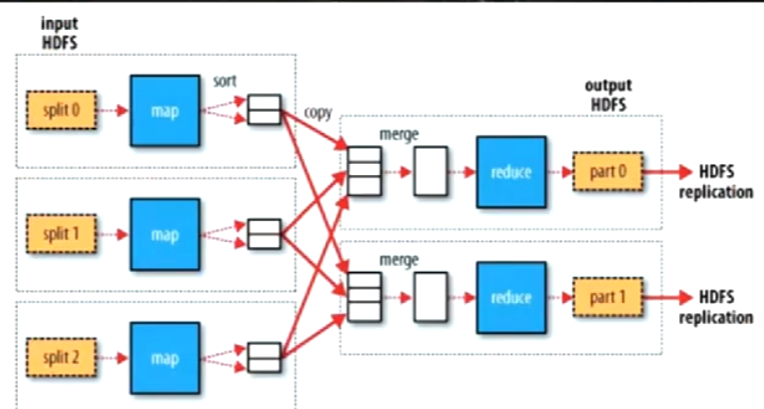 input
HDFS
split 0
map
sort
copy
split 1
map
split 2
map
output
HDFS
merge
reduce
part 0
HDFS
replication
merge
reduce
part 1
HDFS
replication